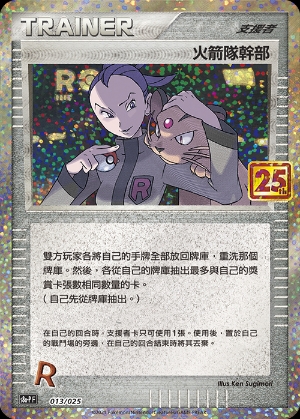 TRAINER
支援者
火箭隊幹部
R
R
25th
雙方玩家各將自己的手牌全部放回牌庫,重洗那個
牌庫。然後,各從自己的牌庫抽出最多與自己的獎
賞卡張數相同數量的卡。
(自己先從牌庫抽出。)
在自己的回合時,支援者卡只可使用1張。使用後,置於自己
的戰鬥場的旁邊,在自己的回合結束時將其丟棄。
R
Illus.Ken Sugimori
013/025